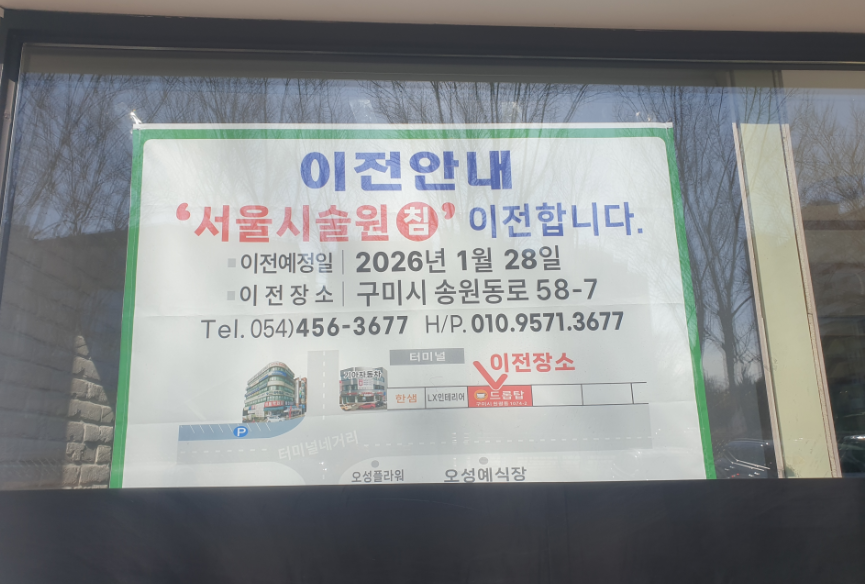 이전안내
‘서울시술원침’ 이전합니다.
이전예정일 | 2026년 1월 28일
이전장소 | 구미시 송원동로 58-7
Tel. 054)456-3677 H/P. 010.9571.3677
터미널
이전장소
한샘 LX인테리어 드롭탑
P
터미널네거리
오성플라워 오성예식장